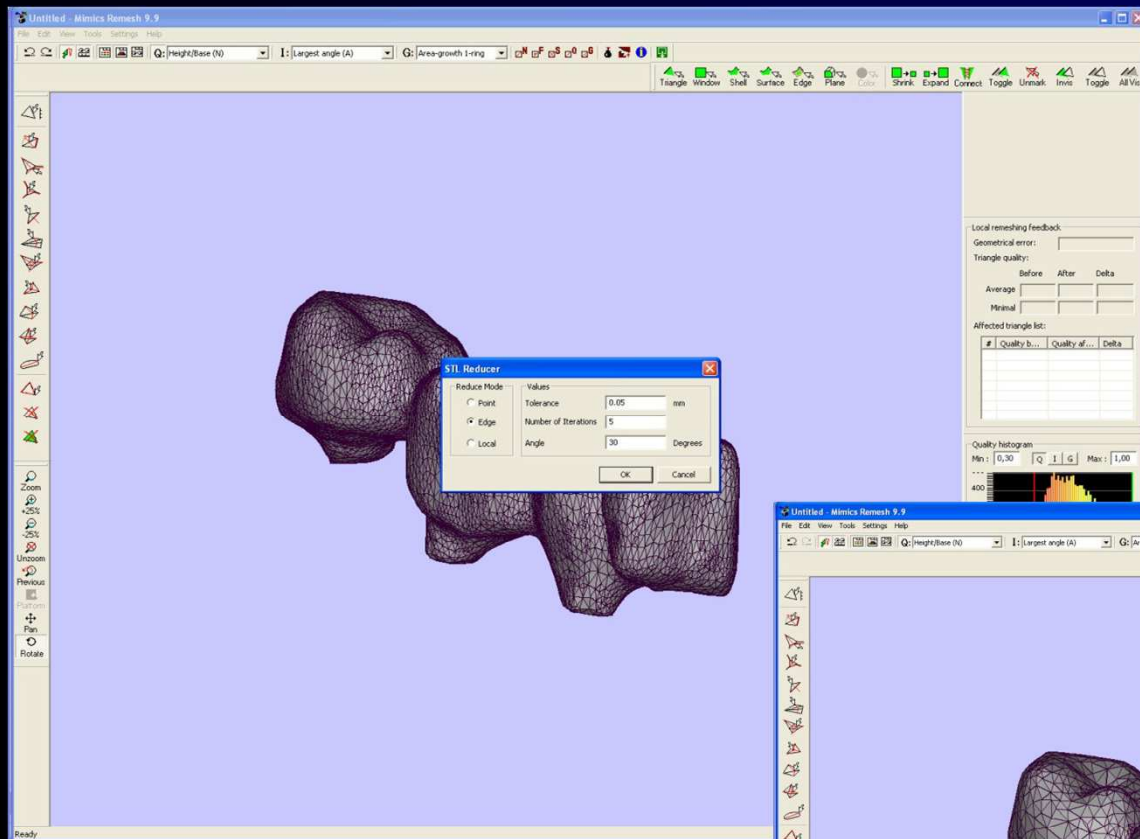 Untitled - Mimics Remesh 9.9
File Edit View Tools Settings Help
Q: Height/Base (N) I: Largest angle (A) G: Area-growth 1-ring N F S Q G
Triangle Window Shell Surface Edge Plane Color Shrink Expand Connect Toggle Unmark Invis Toggle All Vis
Local remeshing feedback
Geometrical error:
Triangle quality:
Before After Delta
Average
Minimal
Affected triangle list:
# Quality b... Quality af... Delta
STL Reducer
Reduce Mode Values
Point Tolerance 0.05 mm
Edge Number of Iterations 5
Local Angle 30 Degrees
OK Cancel
Quality histogram
Min : 0,30 Q I G Max : 1,00
400
Zoom
+25%
-25%
Unzoom
Previous
Platform
Pan
Rotate
Ready
Untitled - Mimics Remesh 9.9
File Edit View Tools Settings Help
Q: Height/Base (N) I: Largest angle (A) G: